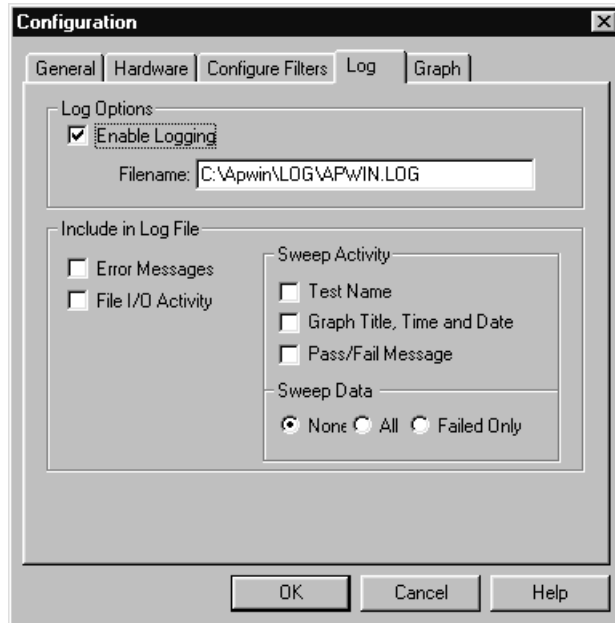 Configuration
General Hardware Configure Filters Log Graph
Log Options
Enable Logging
Filename: C:\Apwin\LOG\APWIN.LOG
Include in Log File
Error Messages
File I/O Activity
Sweep Activity
Test Name
Graph Title, Time and Date
Pass/Fail Message
Sweep Data
None All Failed Only
OK Cancel Help